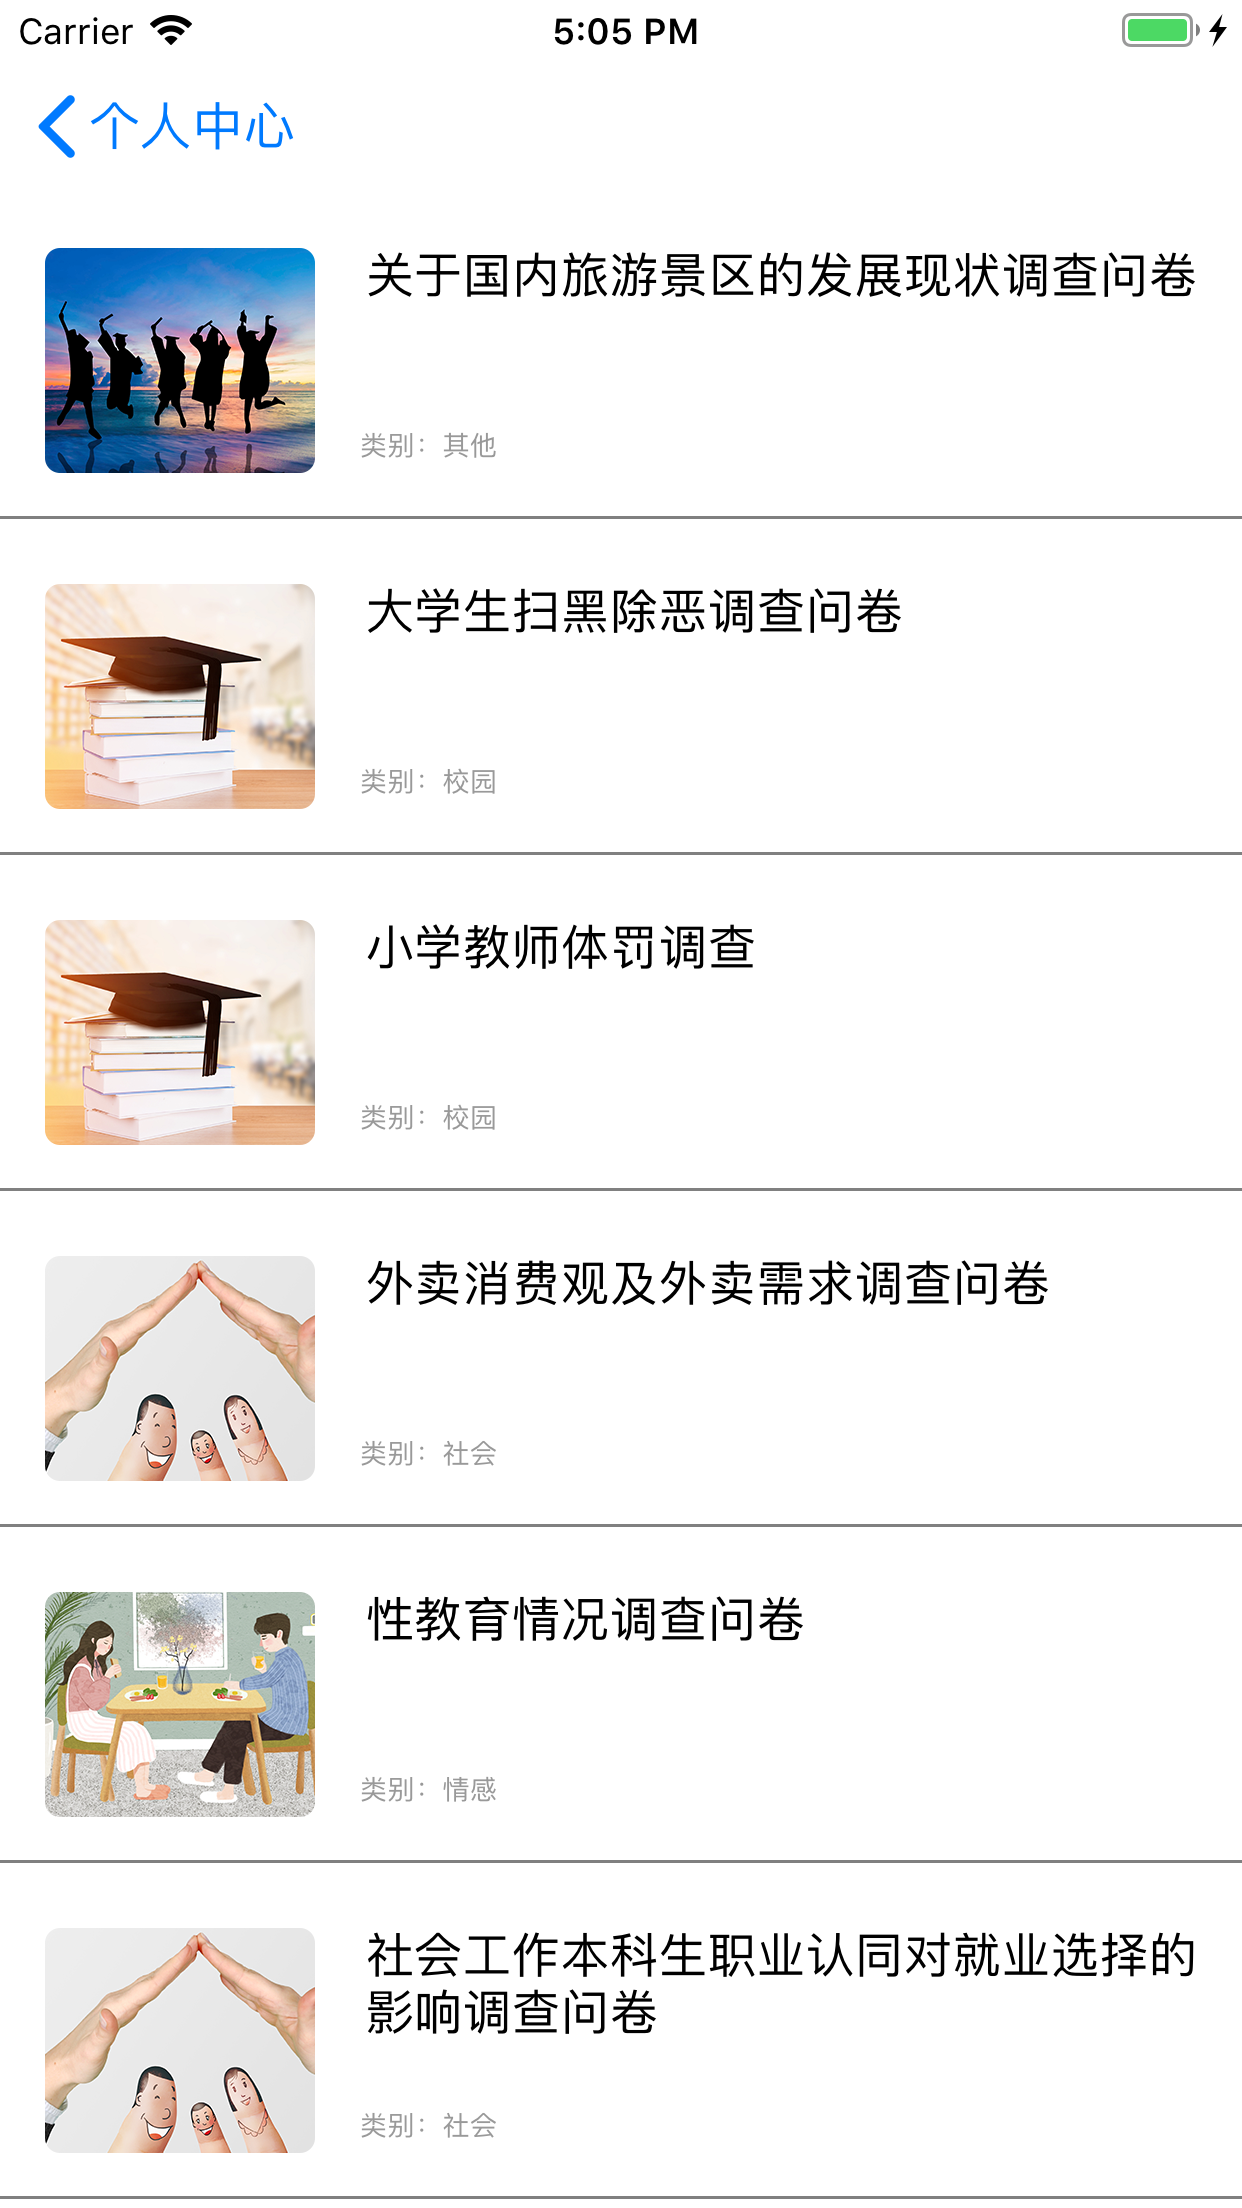 Carrier 5:05 PM
个人中心
关于国内旅游景区的发展现状调查问卷
类别：其他
大学生扫黑除恶调查问卷
类别：校园
小学教师体罚调查
类别：校园
外卖消费观及外卖需求调查问卷
类别：社会
性教育情况调查问卷
类别：情感
社会工作本科生职业认同对就业选择的
影响调查问卷
类别：社会